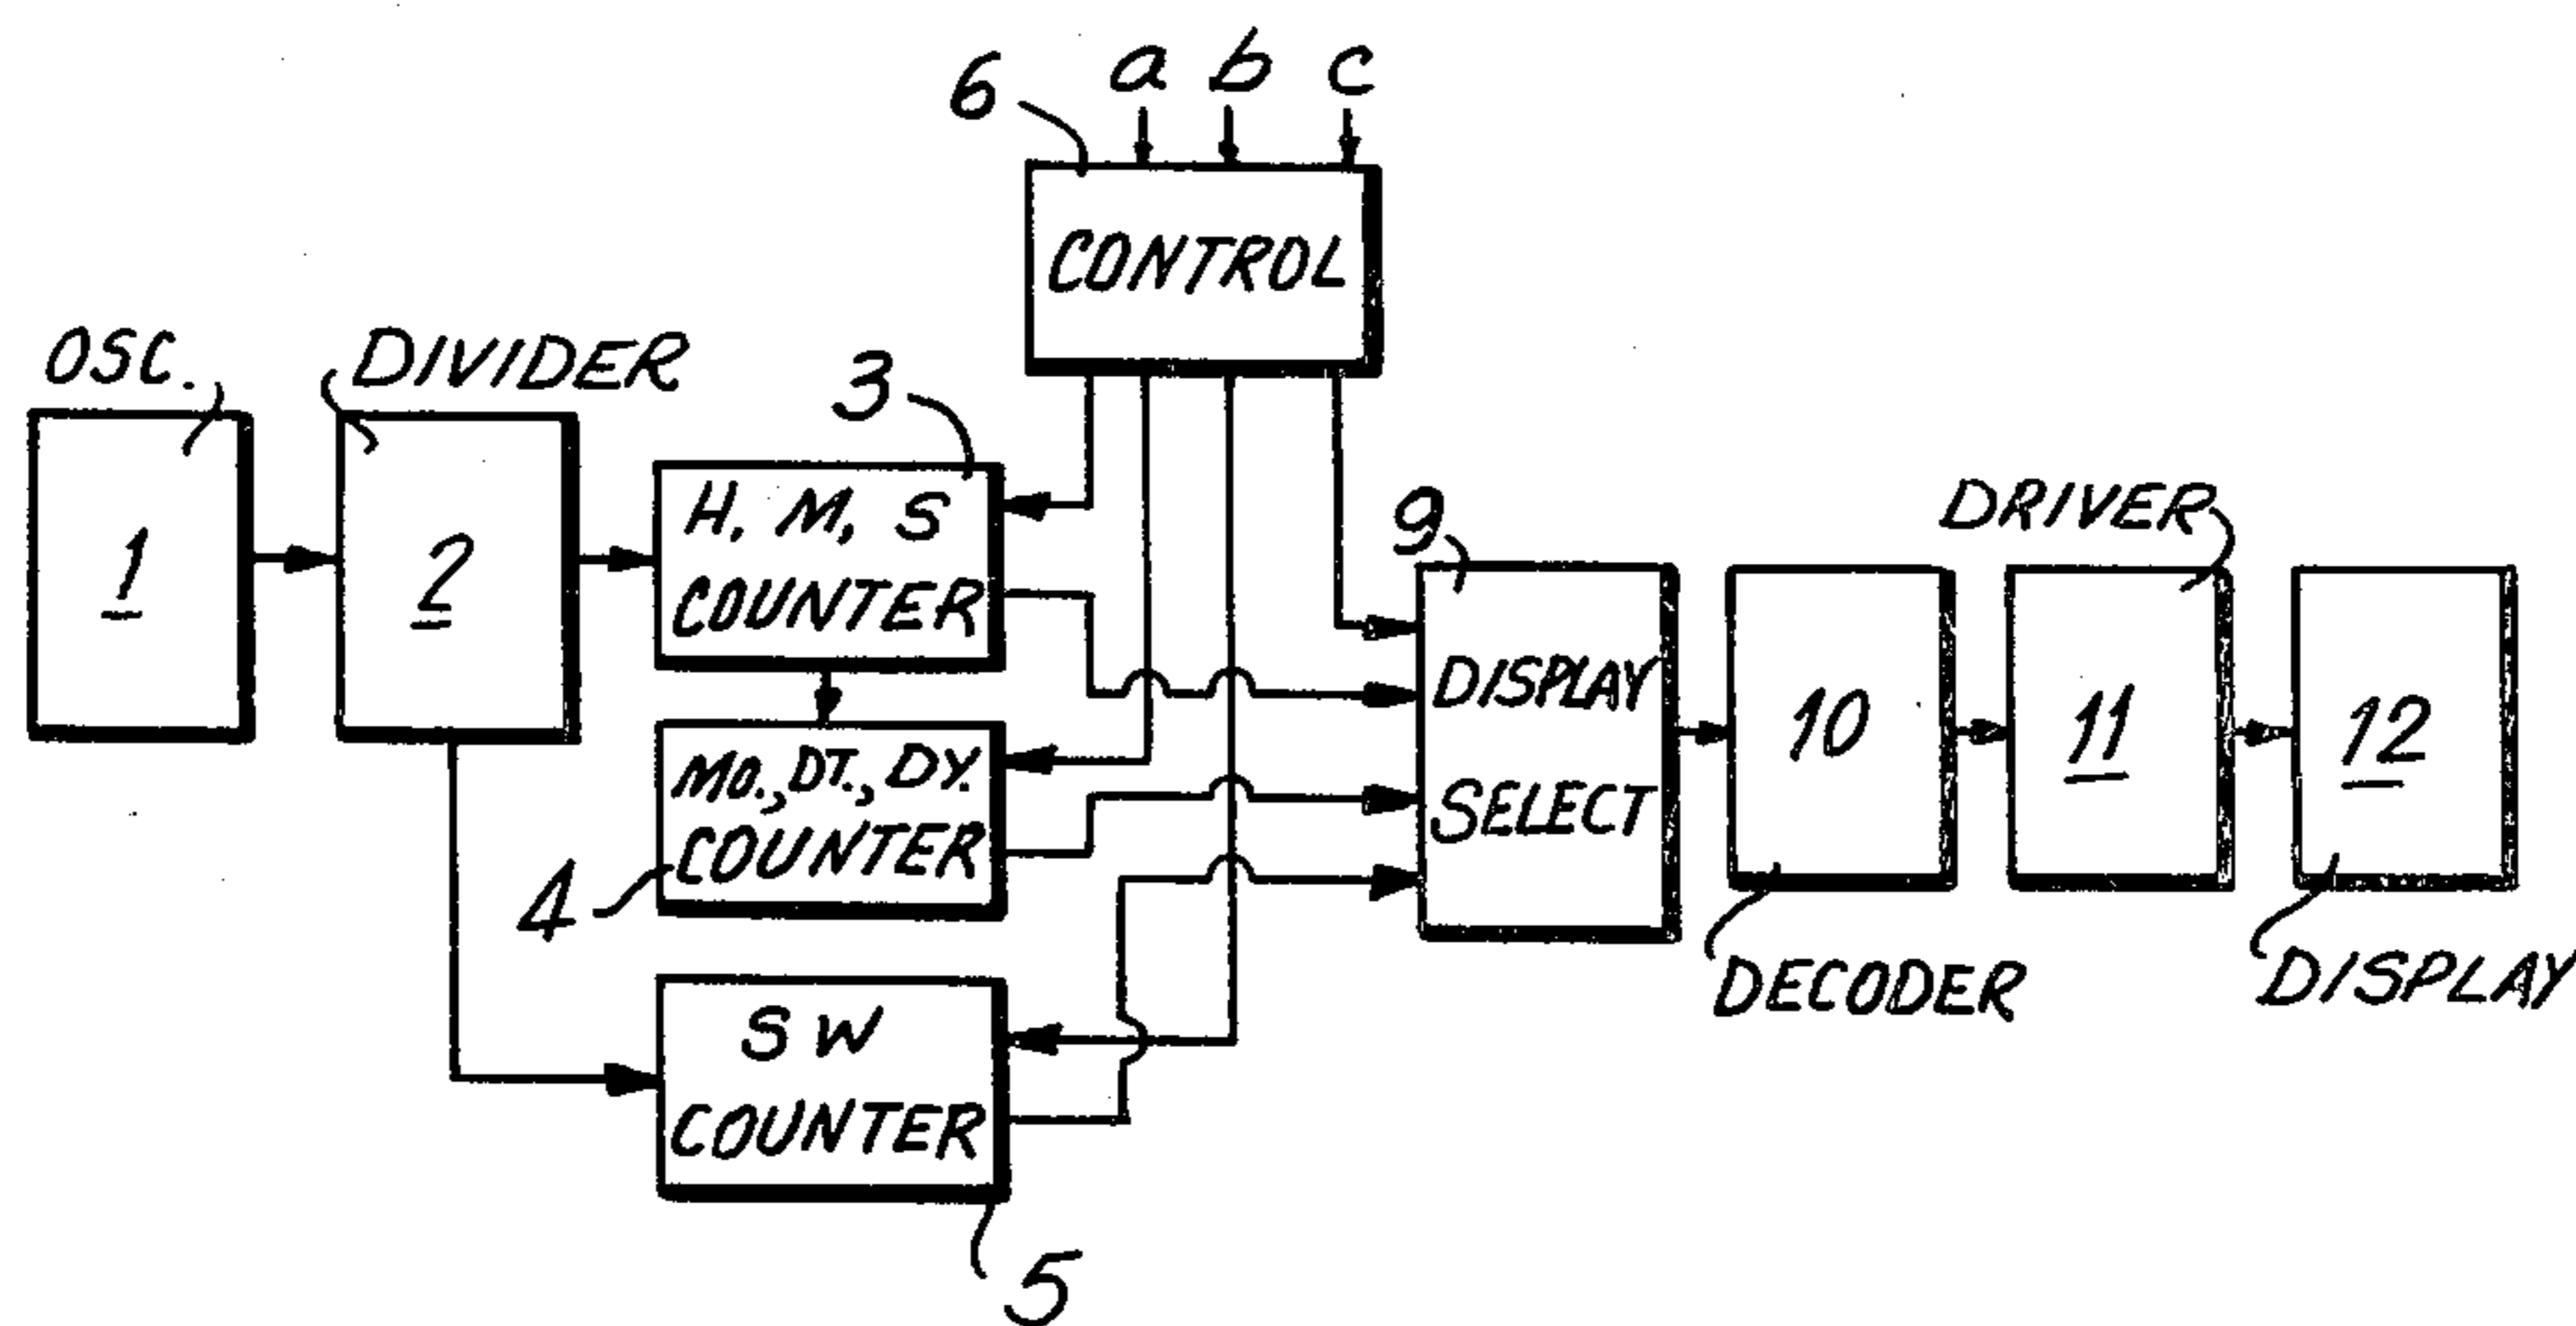 a b c
6
CONTROL
OSC.
DIVIDER
3
1
2
H, M, S
COUNTER
9
DRIVER
DISPLAY
SELECT
10
11
12
MO., DT., DY.
COUNTER
4
DECODER
DISPLAY
SW
COUNTER
5